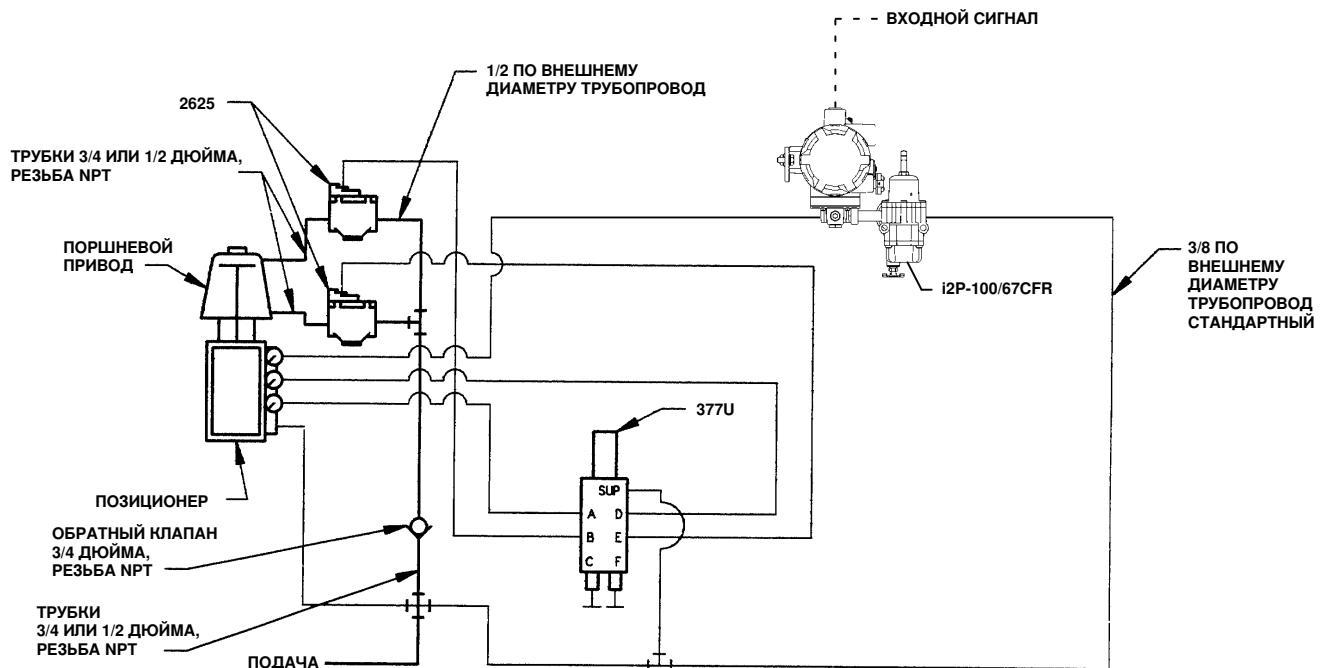 ВХОДНОЙ СИГНАЛ
1/2 ПО ВНЕШНЕМУ
ДИАМЕТРУ ТРУБОПРОВОД
2625
ТРУБКИ 3/4 ИЛИ 1/2 ДЮЙМА,
РЕЗЬБА NPT
ПОРШНЕВОЙ
ПРИВОД
3/8 ПО
ВНЕШНЕМУ
ДИАМЕТРУ
ТРУБОПРОВОД
СТАНДАРТНЫЙ
i2P-100/67CFR
377U
SUP
A D
B E
C F
ПОЗИЦИОНЕР
ОБРАТНЫЙ КЛАПАН
3/4 ДЮЙМА,
РЕЗЬБА NPT
ТРУБКИ
3/4 ИЛИ 1/2 ДЮЙМА,
РЕЗЬБА NPT
ПОДАЧА